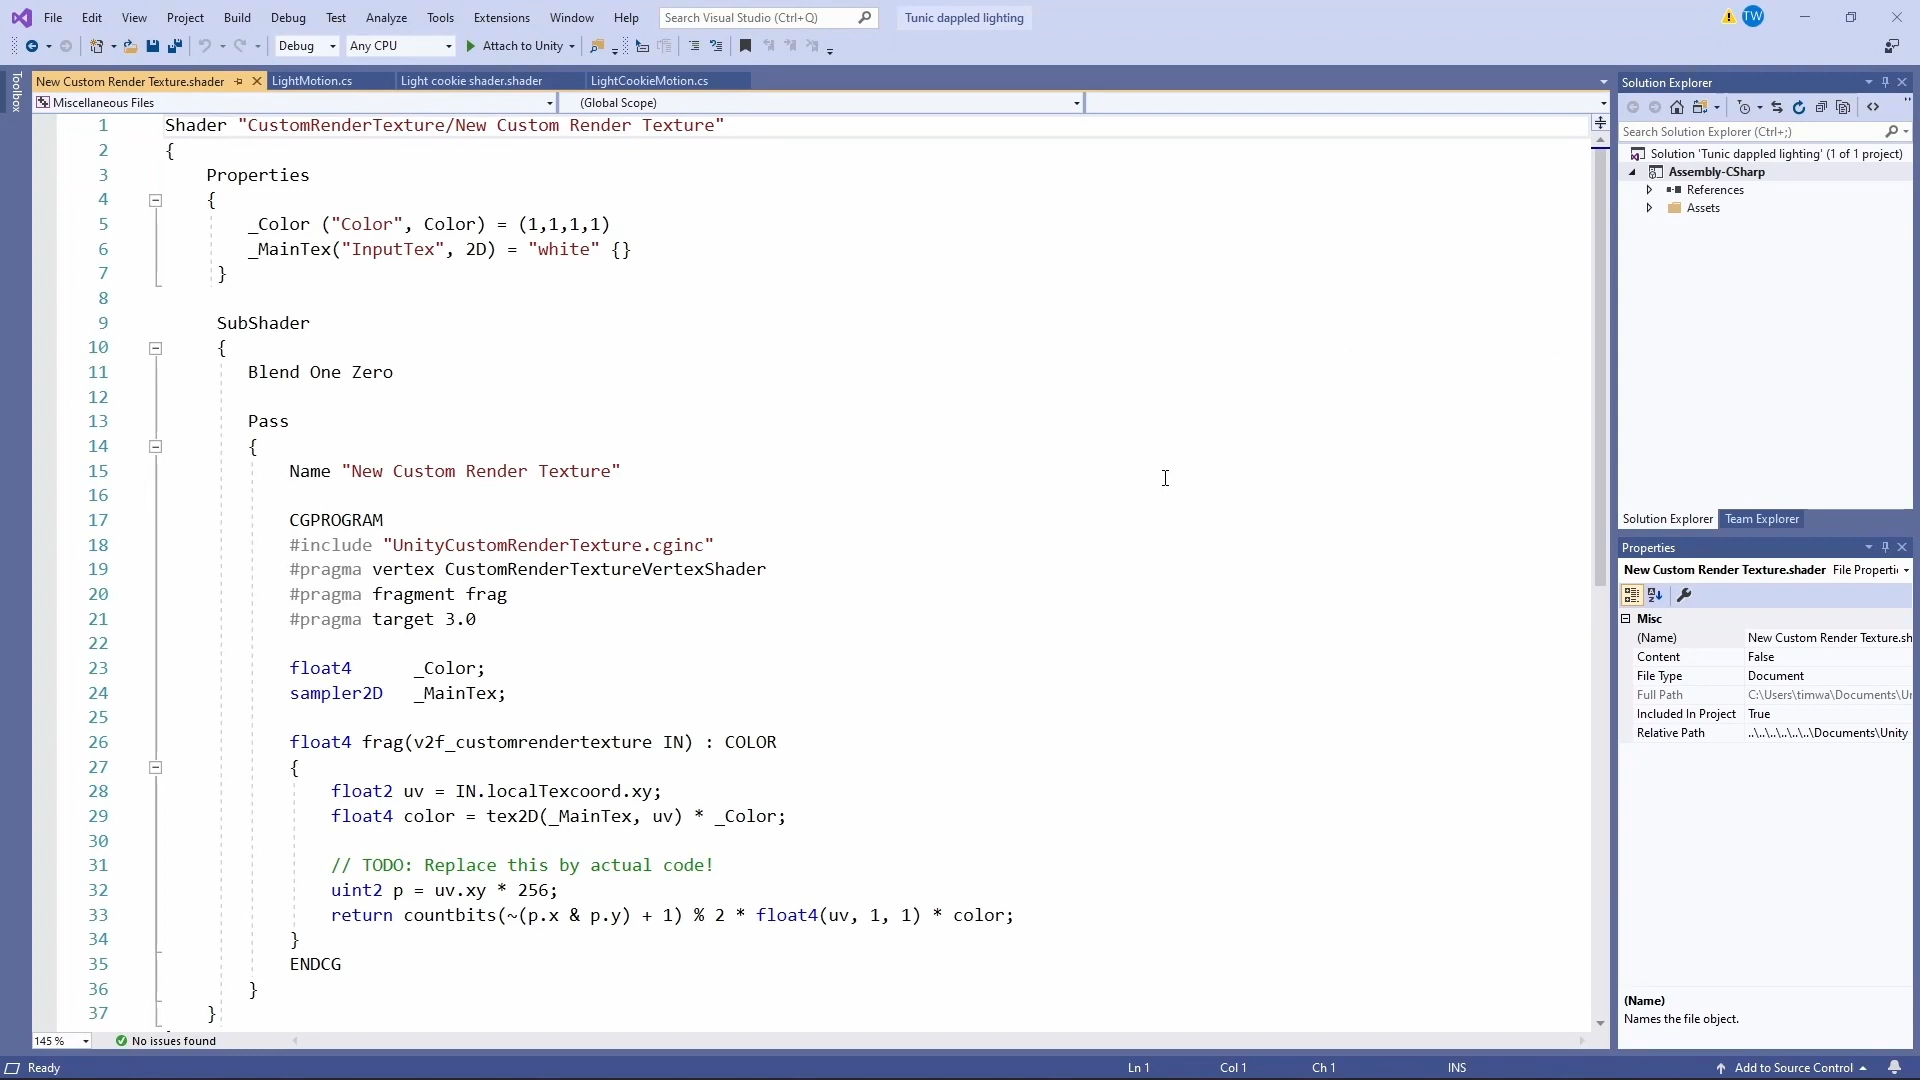 File Edit View Project Build Debug Test Analyze Tools Extensions Window Help Search Visual Studio (Ctrl+Q) Tunic dappled lighting TW
Debug Any CPU Attach to Unity
Toolbox
New Custom Render Texture.shader LightMotion.cs Light cookie shader.shader LightCookieMotion.cs
Miscellaneous Files (Global Scope)
1 Shader "CustomRenderTexture/New Custom Render Texture"
2 {
3 Properties
4 {
5 _Color ("Color", Color) = (1,1,1,1)
6 _MainTex("InputTex", 2D) = "white" {}
7 }
8
9 SubShader
10 {
11 Blend One Zero
12
13 Pass
14 {
15 Name "New Custom Render Texture"
16
17 CGPROGRAM
18 #include "UnityCustomRenderTexture.cginc"
19 #pragma vertex CustomRenderTextureVertexShader
20 #pragma fragment frag
21 #pragma target 3.0
22
23 float4 _Color;
24 sampler2D _MainTex;
25
26 float4 frag(v2f_customrendertexture IN) : COLOR
27 {
28 float2 uv = IN.localTexcoord.xy;
29 float4 color = tex2D(_MainTex, uv) * _Color;
30
31 // TODO: Replace this by actual code!
32 uint2 p = uv.xy * 256;
33 return countbits(~(p.x & p.y) + 1) % 2 * float4(uv, 1, 1) * color;
34 }
35 ENDCG
36 }
37 }
145 % No issues found
Solution Explorer
Search Solution Explorer (Ctrl+;)
Solution 'Tunic dappled lighting' (1 of 1 project)
Assembly-CSharp
References
Assets
Solution Explorer Team Explorer
Properties
New Custom Render Texture.shader File Properti
Misc
(Name) New Custom Render Texture.sh
Content False
File Type Document
Full Path C:\Users\timwa\Documents\Ur
Included In Project True
Relative Path ..\..\..\..\..\..\Documents\Unity
(Name)
Names the file object.
Ready Ln 1 Col 1 Ch 1 INS Add to Source Control